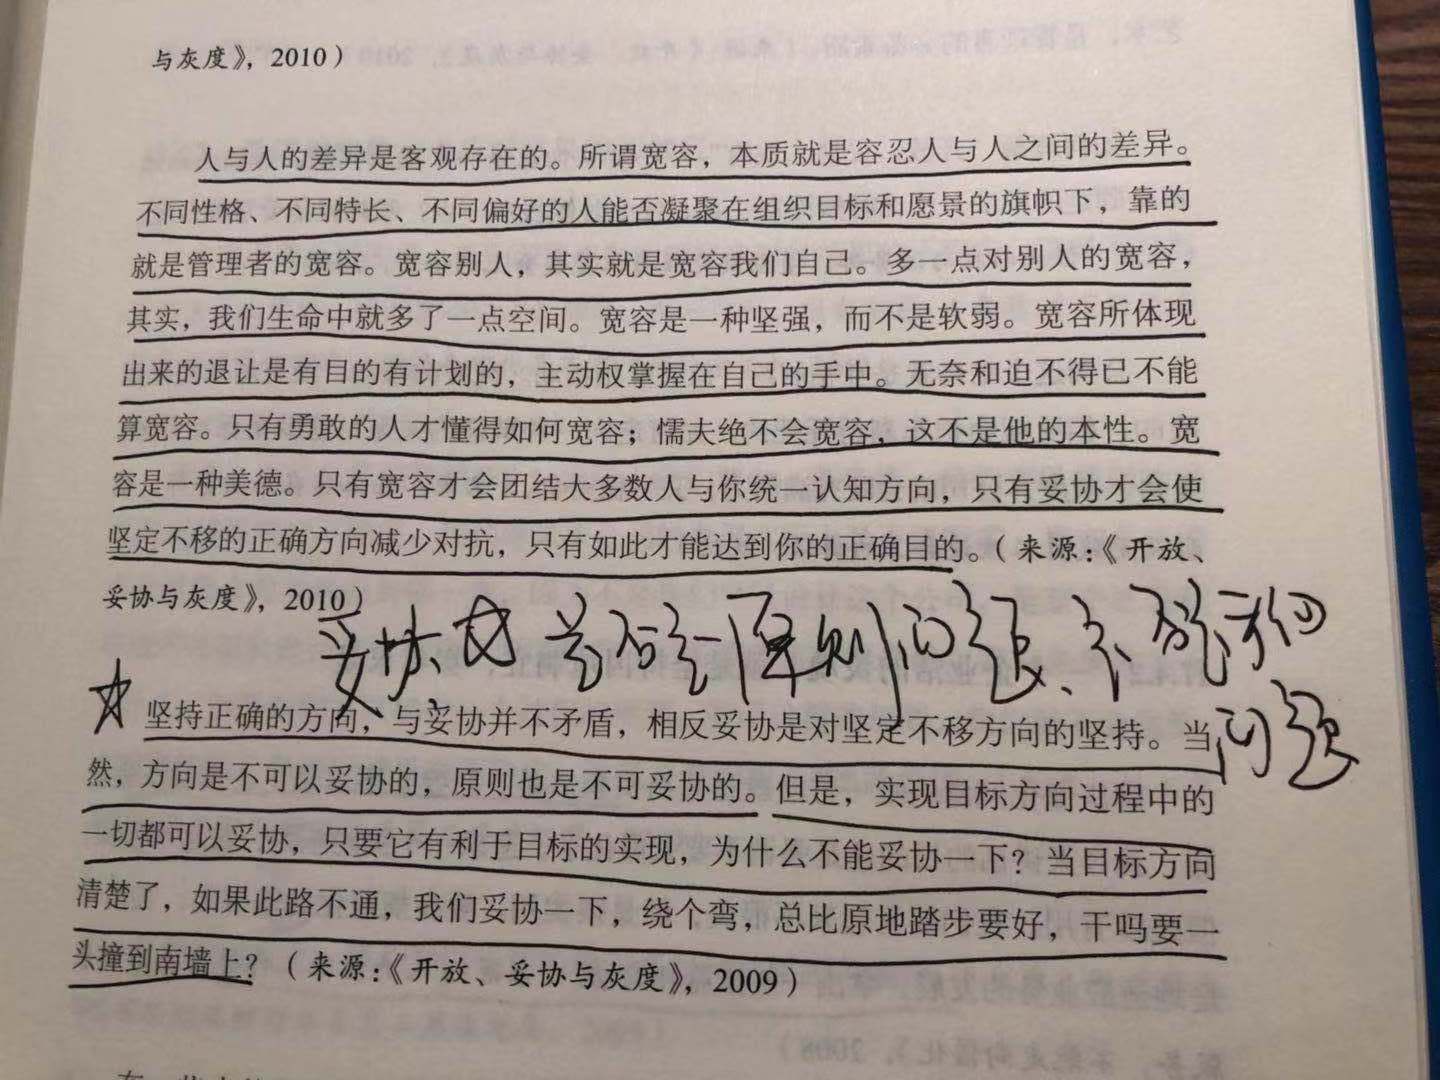 与灰度》，2010）
人与人的差异是客观存在的。所谓宽容，本质就是容忍人与人之间的差异。
不同性格、不同特长、不同偏好的人能否凝聚在组织目标和愿景的旗帜下，靠的
就是管理者的宽容。宽容别人，其实就是宽容我们自己。多一点对别人的宽容，
其实，我们生命中就多了一点空间。宽容是一种坚强，而不是软弱。宽容所体现
出来的退让是有目的有计划的，主动权掌握在自己的手中。无奈和迫不得已不能
算宽容。只有勇敢的人才懂得如何宽容；懦夫绝不会宽容，这不是他的本性。宽
容是一种美德。只有宽容才会团结大多数人与你统一认知方向，只有妥协才会使
坚定不移的正确方向减少对抗，只有如此才能达到你的正确目的。（来源：《开放、
妥协与灰度》，2010）
妥协、原则问题、不能
问题
坚持正确的方向，与妥协并不矛盾，相反妥协是对坚定不移方向的坚持。当
然，方向是不可以妥协的，原则也是不可妥协的。但是，实现目标方向过程中的
一切都可以妥协，只要它有利于目标的实现，为什么不能妥协一下？当目标方向
清楚了，如果此路不通，我们妥协一下，绕个弯，总比原地踏步要好，干吗要一
头撞到南墙上？（来源：《开放、妥协与灰度》，2009）